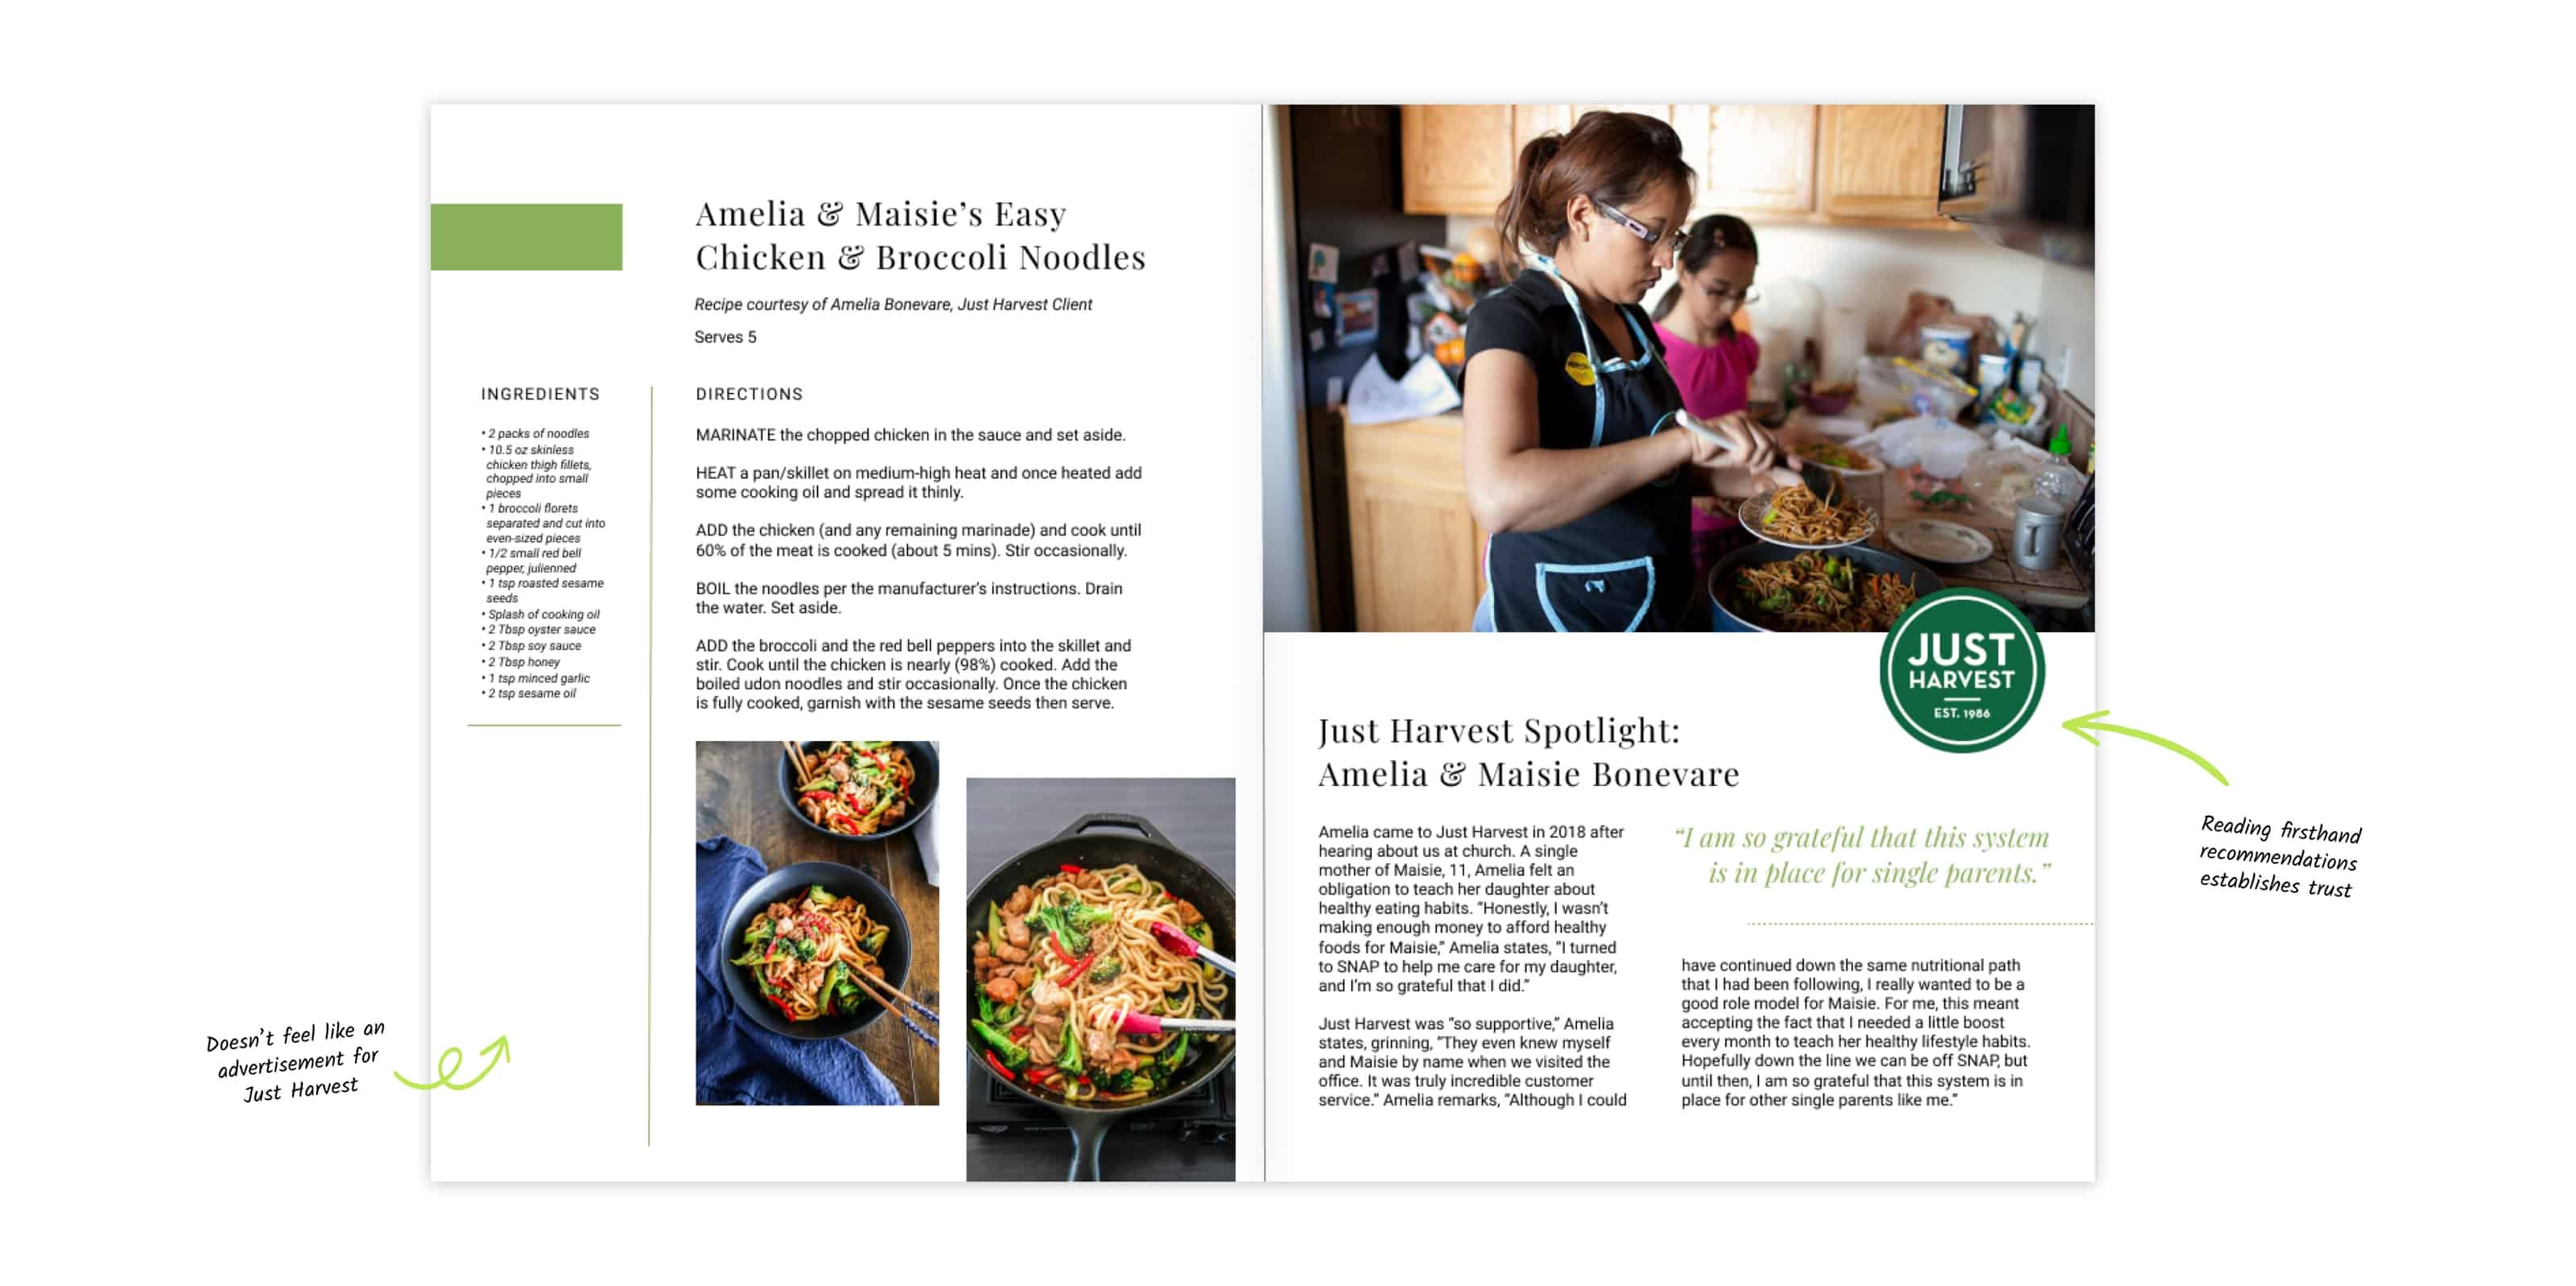 Amelia & Maisie’s Easy
Chicken & Broccoli Noodles
Recipe courtesy of Amelia Bonevare, Just Harvest Client
Serves 5
INGREDIENTS
• 2 packs of noodles
• 10.5 oz skinless
chicken thigh fillets,
chopped into small
pieces
• 1 broccoli florets
separated and cut into
even-sized pieces
• 1/2 small red bell
pepper, julienned
• 1 tsp roasted sesame
seeds
• Splash of cooking oil
• 2 Tbsp oyster sauce
• 2 Tbsp soy sauce
• 2 Tbsp honey
• 1 tsp minced garlic
• 2 tsp sesame oil
DIRECTIONS
MARINATE the chopped chicken in the sauce and set aside.
HEAT a pan/skillet on medium-high heat and once heated add
some cooking oil and spread it thinly.
ADD the chicken (and any remaining marinade) and cook until
60% of the meat is cooked (about 5 mins). Stir occasionally.
BOIL the noodles per the manufacturer’s instructions. Drain
the water. Set aside.
ADD the broccoli and the red bell peppers into the skillet and
stir. Cook until the chicken is nearly (98%) cooked. Add the
boiled udon noodles and stir occasionally. Once the chicken
is fully cooked, garnish with the sesame seeds then serve.
Doesn’t feel like an
advertisement for
Just Harvest
JUST
HARVEST
EST. 1986
Just Harvest Spotlight:
Amelia & Maisie Bonevare
Amelia came to Just Harvest in 2018 after
hearing about us at church. A single
mother of Maisie, 11, Amelia felt an
obligation to teach her daughter about
healthy eating habits. “Honestly, I wasn’t
making enough money to afford healthy
foods for Maisie,” Amelia states, “I turned
to SNAP to help me care for my daughter,
and I’m so grateful that I did.”
Just Harvest was “so supportive,” Amelia
states, grinning, “They even knew myself
and Maisie by name when we visited the
office. It was truly incredible customer
service.” Amelia remarks, “Although I could
“I am so grateful that this system
is in place for single parents.”
have continued down the same nutritional path
that I had been following, I really wanted to be a
good role model for Maisie. For me, this meant
accepting the fact that I needed a little boost
every month to teach her healthy lifestyle habits.
Hopefully down the line we can be off SNAP, but
until then, I am so grateful that this system is in
place for other single parents like me.”
Reading firsthand
recommendations
establishes trust